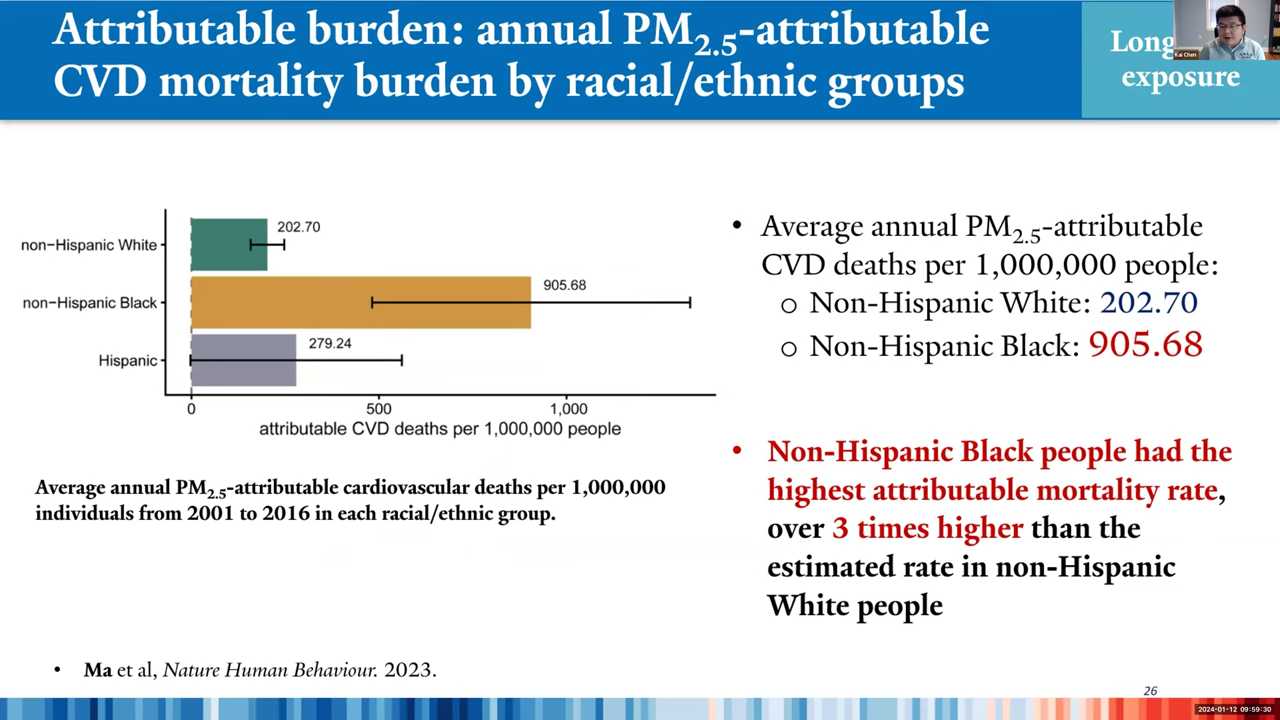 Attributable burden: annual PM2.5-attributable
CVD mortality burden by racial/ethnic groups
Long
exposure
Kai Chen
non-Hispanic White
202.70
non-Hispanic Black
905.68
Hispanic
279.24
0 500 1,000
attributable CVD deaths per 1,000,000 people
Average annual PM2.5-attributable cardiovascular deaths per 1,000,000
individuals from 2001 to 2016 in each racial/ethnic group.
• Average annual PM2.5-attributable
CVD deaths per 1,000,000 people:
o Non-Hispanic White: 202.70
o Non-Hispanic Black: 905.68
• Non-Hispanic Black people had the
highest attributable mortality rate,
over 3 times higher than the
estimated rate in non-Hispanic
White people
• Ma et al, Nature Human Behaviour. 2023.
26
2024-01-12 09:59:30